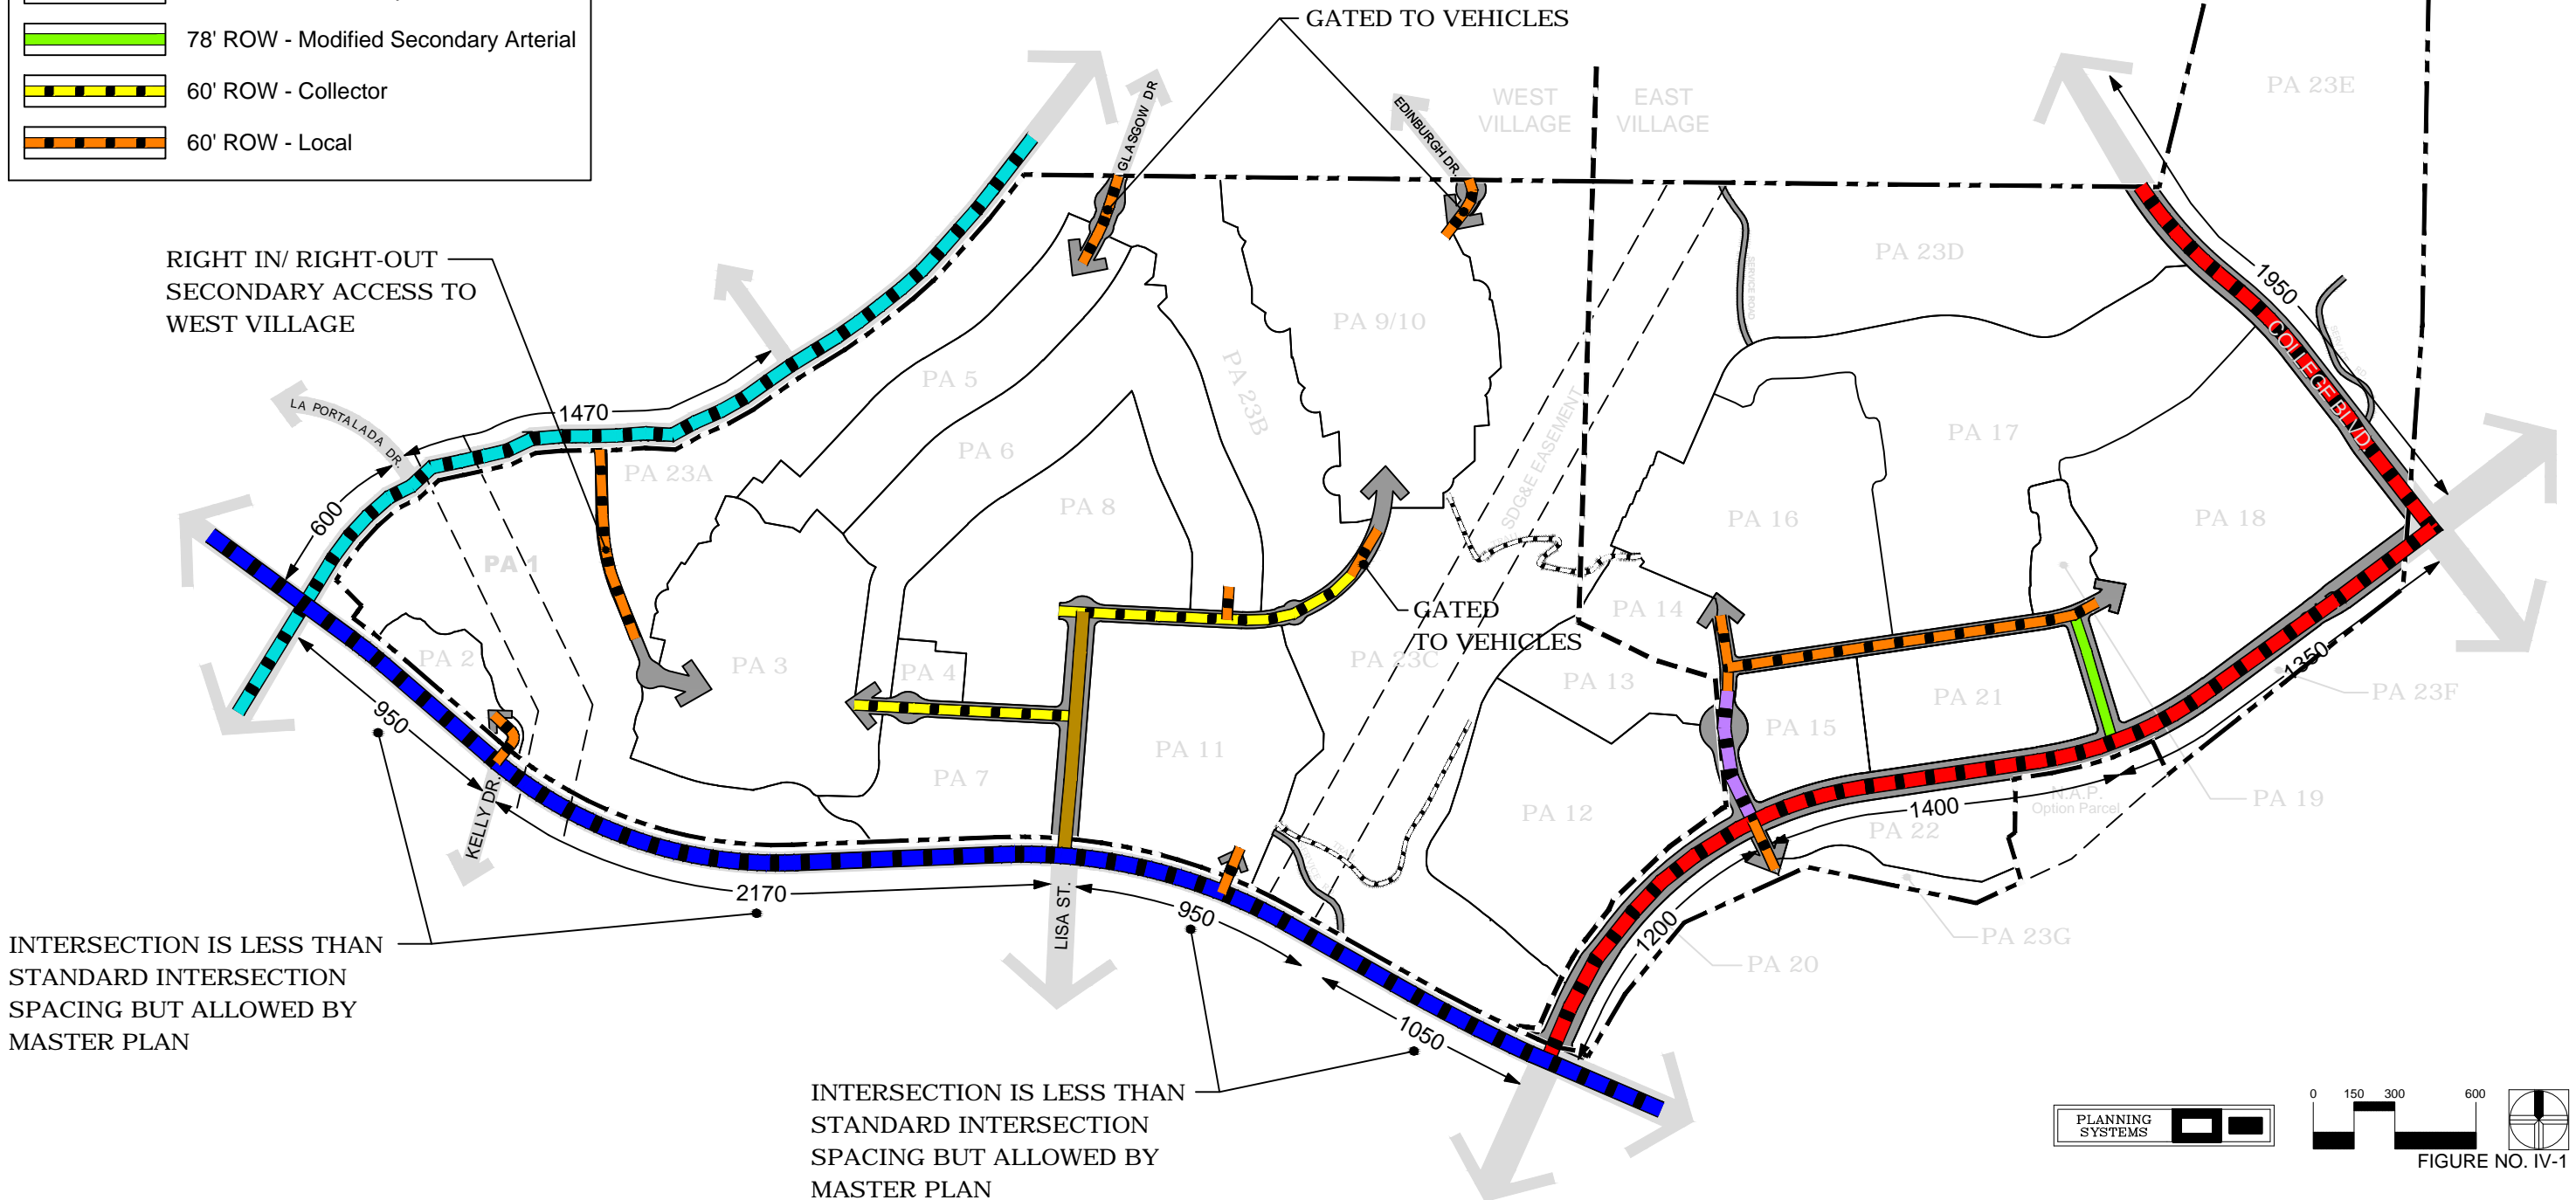 78' ROW - Modified Secondary Arterial
60' ROW - Collector
60' ROW - Local
GATED TO VEHICLES
GLASGOW DR
EDINBURGH DR.
WEST
VILLAGE
EAST
VILLAGE
PA 23E
RIGHT IN/ RIGHT-OUT
SECONDARY ACCESS TO
WEST VILLAGE
PA 23D
SERVICE ROAD
1950
COLLEGE BLVD.
PA 9/10
PA 5
PA 23B
1470
LA PORTALADA DR.
PA 6
PA 23A
PA 17
SDG&E EASEMENT
PA 8
PA 16
PA 18
600
PA 1
GATED
TO VEHICLES
PA 14
PA 2
PA 3
PA 4
PA 23C
PA 13
1350
PA 23F
PA 21
PA 15
950
PA 11
PA 7
PA 12
1400
N.A.P.
Option Parcel
PA 19
PA 22
KELLY DR.
2170
LISA ST.
950
1200
PA 23G
PA 20
INTERSECTION IS LESS THAN
STANDARD INTERSECTION
SPACING BUT ALLOWED BY
MASTER PLAN
1050
INTERSECTION IS LESS THAN
STANDARD INTERSECTION
SPACING BUT ALLOWED BY
MASTER PLAN
PLANNING
SYSTEMS
0 150 300 600
FIGURE NO. IV-1